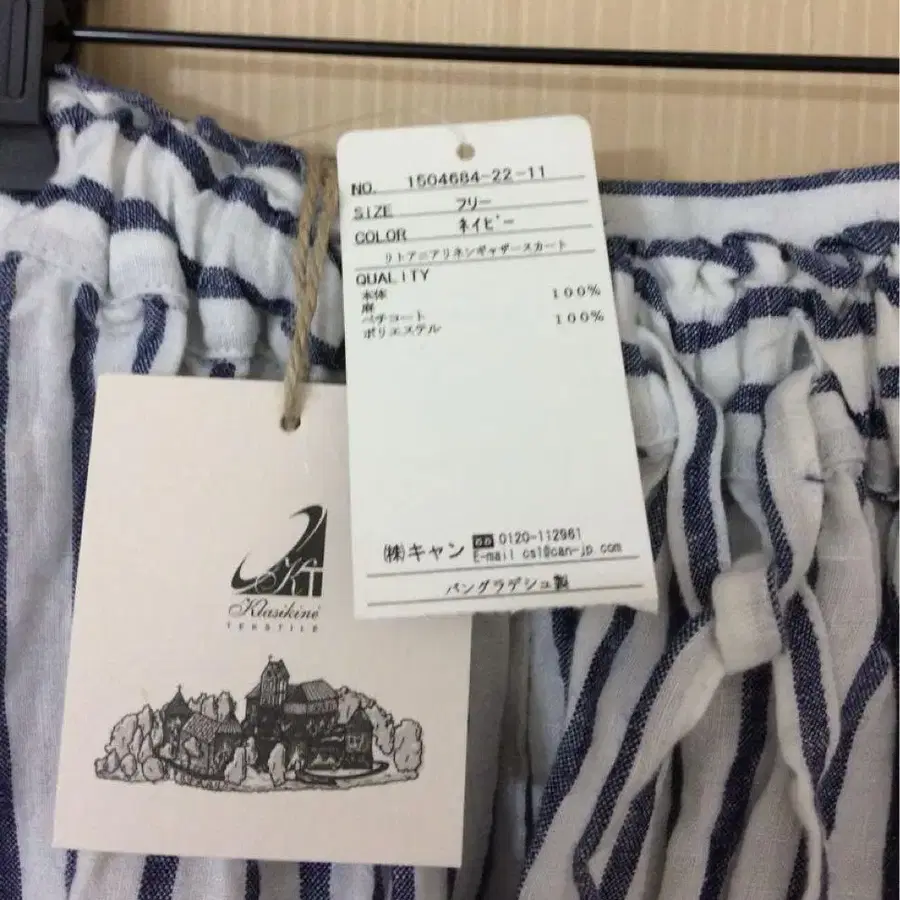 NO. 1504684-22-11
SIZE フリー
COLOR ネイビー
リトアニアリネンギャザースカート
QUALITY
本体
麻 100%
ペチコート
ポリエステル 100%
㈱キャン 0120-112961
E-mail cs1@can-jp.com
バングラデシュ製
KT
Klasikinė
TEKSTILE